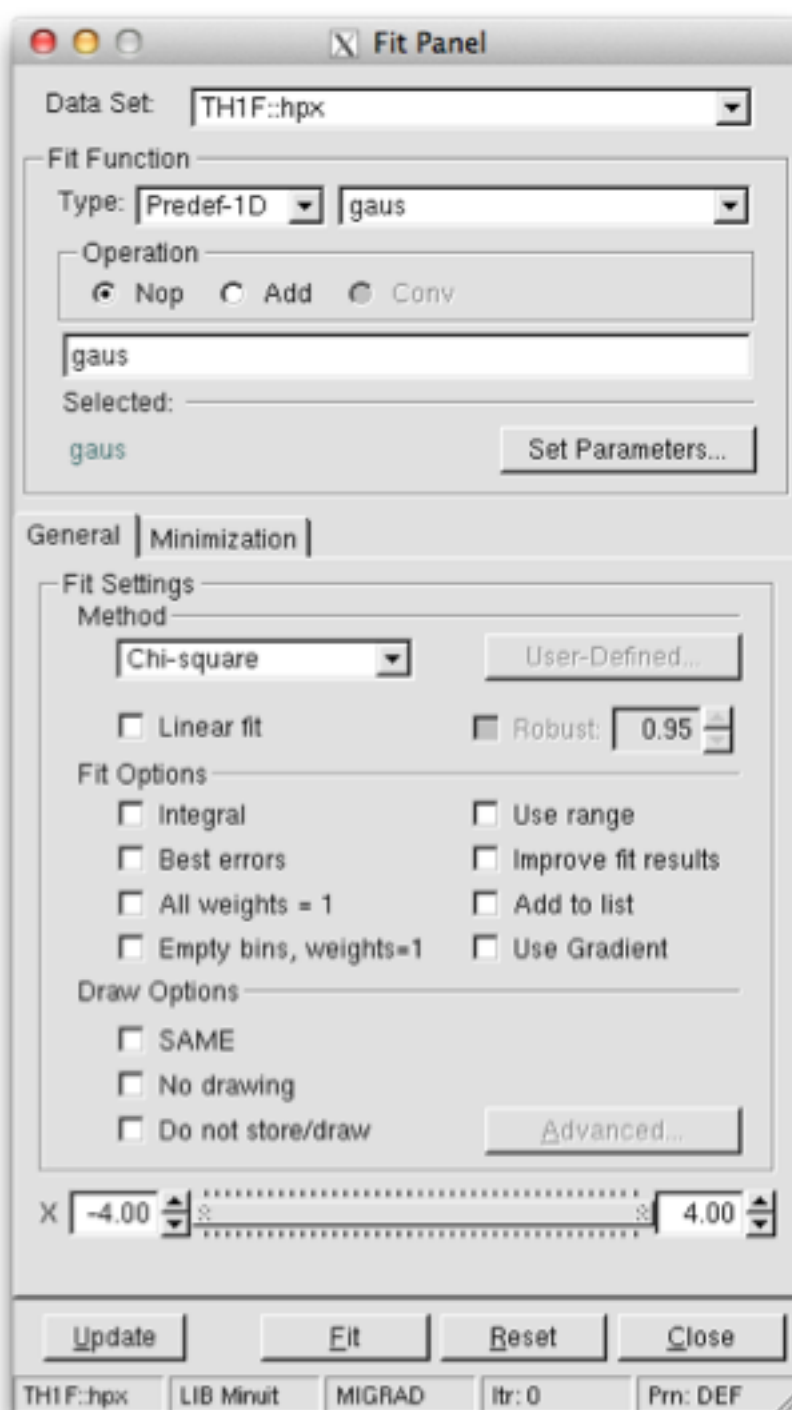 X Fit Panel
Data Set: TH1F::hpx
Fit Function
Type: Predef-1D gaus
Operation
Nop Add Conv
gaus
Selected:
gaus Set Parameters...
General Minimization
Fit Settings
Method
Chi-square User-Defined...
Linear fit Robust: 0.95
Fit Options
Integral Use range
Best errors Improve fit results
All weights = 1 Add to list
Empty bins, weights=1 Use Gradient
Draw Options
SAME
No drawing
Do not store/draw Advanced...
X -4.00 4.00
Update Fit Reset Close
TH1F::hpx LIB Minuit MIGRAD Itr: 0 Prn: DEF